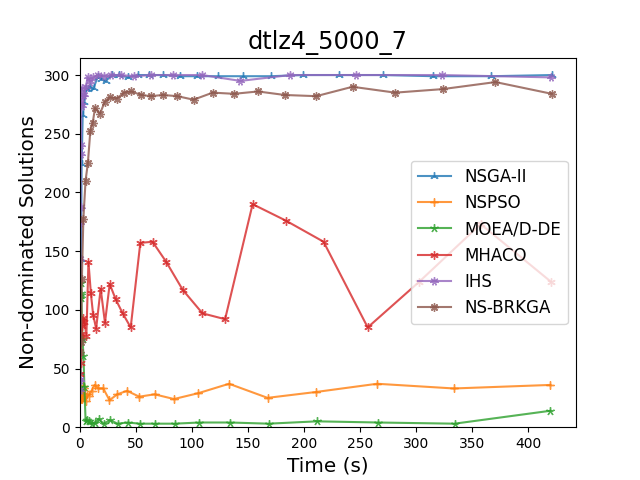 dtlz4_5000_7
Non-dominated Solutions
300
250
200
150
100
50
0
NSGA-II
NSPSO
MOEA/D-DE
MHACO
IHS
NS-BRKGA
0 50 100 150 200 250 300 350 400
Time (s)